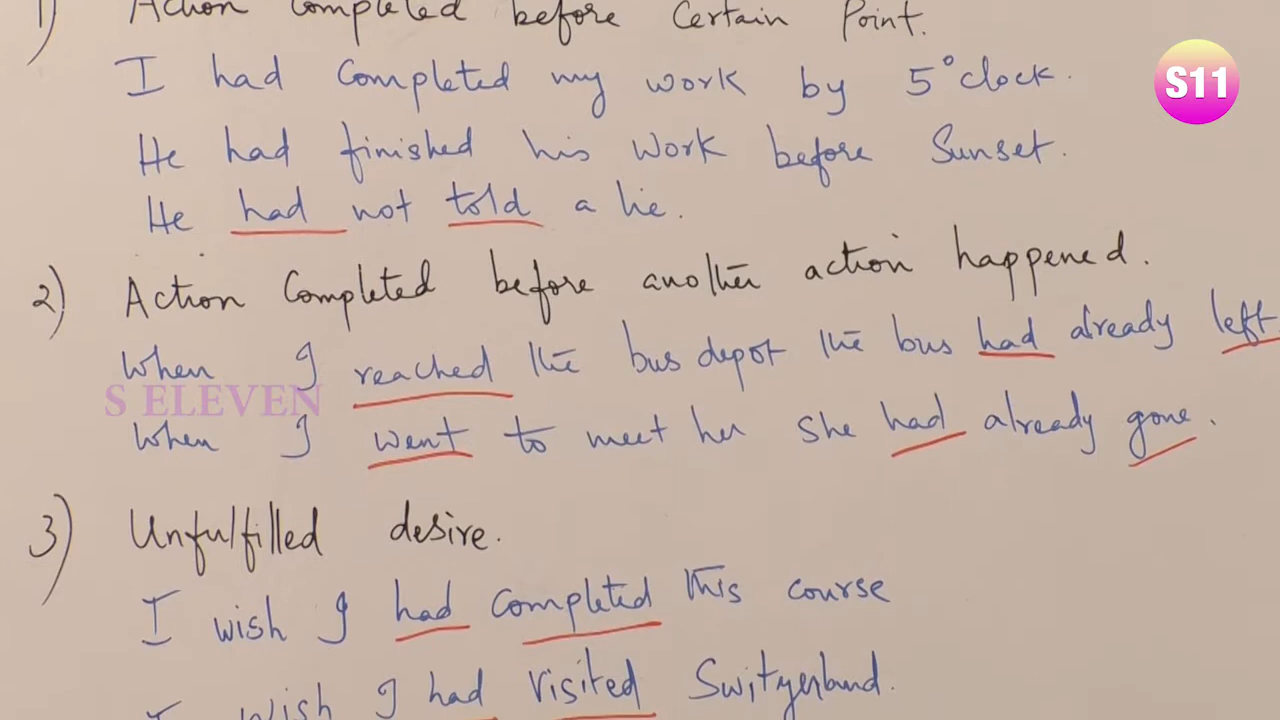 1) Action Completed before Certain Point.
I had Completed my work by 5°clock.
He had finished his work before Sunset.
He had not told a lie.
2) Action Completed before another action happened.
When I reached the bus depot the bus had already left
When I went to meet her she had already gone.
3) Unfulfilled desire.
I wish I had Completed this course
I wish I had visited Switzerland.
S11
S ELEVEN